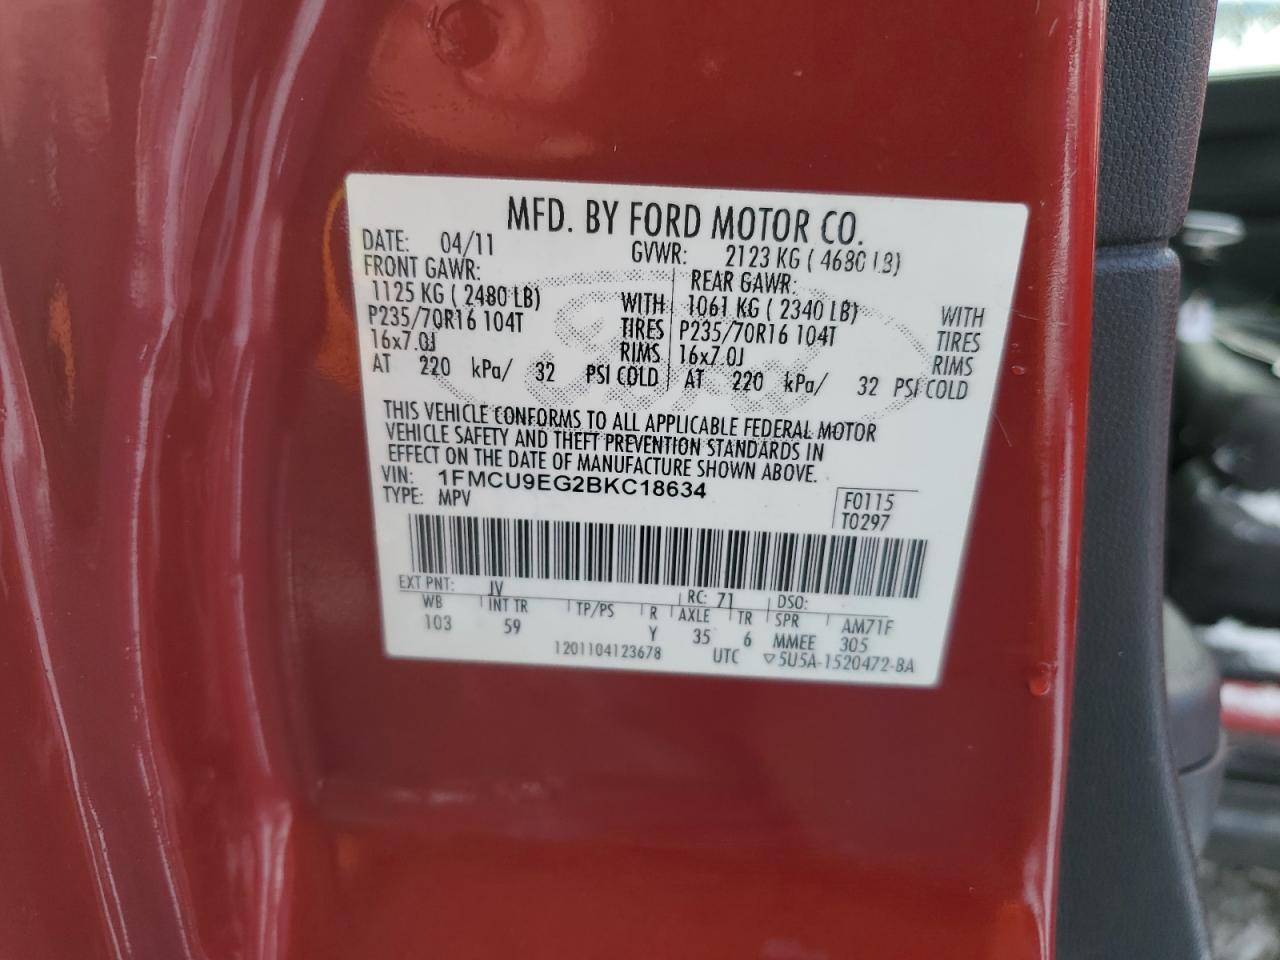 MFD. BY FORD MOTOR CO.
DATE: 04/11 GVWR: 2123 KG ( 4680 LB)
FRONT GAWR: REAR GAWR:
1125 KG ( 2480 LB) WITH 1061 KG ( 2340 LB) WITH
P235/70R16 104T TIRES P235/70R16 104T TIRES
16x7.0J RIMS 16x7.0J RIMS
AT 220 kPa/ 32 PSI COLD AT 220 kPa/ 32 PSI COLD
THIS VEHICLE CONFORMS TO ALL APPLICABLE FEDERAL MOTOR
VEHICLE SAFETY AND THEFT PREVENTION STANDARDS IN
EFFECT ON THE DATE OF MANUFACTURE SHOWN ABOVE.
VIN: 1FMCU9EG2BKC18634
TYPE: MPV
F0115
T0297
EXT PNT: JV RC: 71 DSO:
WB INT TR TP/PS R AXLE TR SPR AM71F
103 59 Y 35 6 MMEE 305
1201104123678 UTC ▽5U5A-1520472-BA